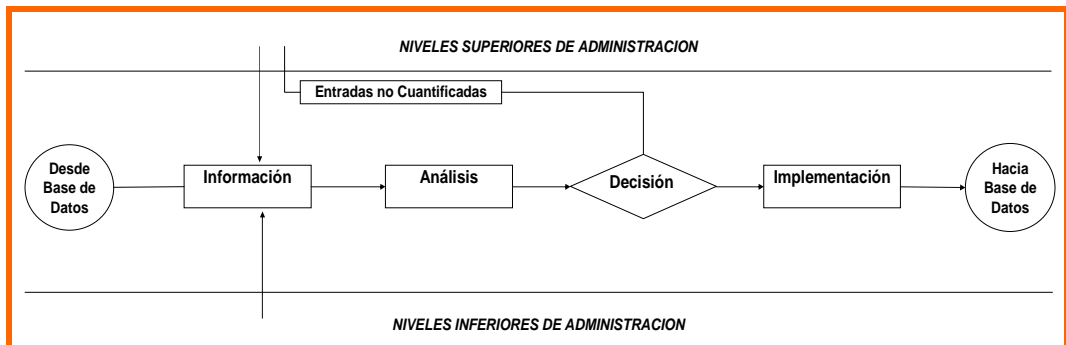 NIVELES SUPERIORES DE ADMINISTRACION
Entradas no Cuantificadas
Desde
Base de
Datos
Información
Análisis
Decisión
Implementación
Hacia
Base de
Datos
NIVELES INFERIORES DE ADMINISTRACION